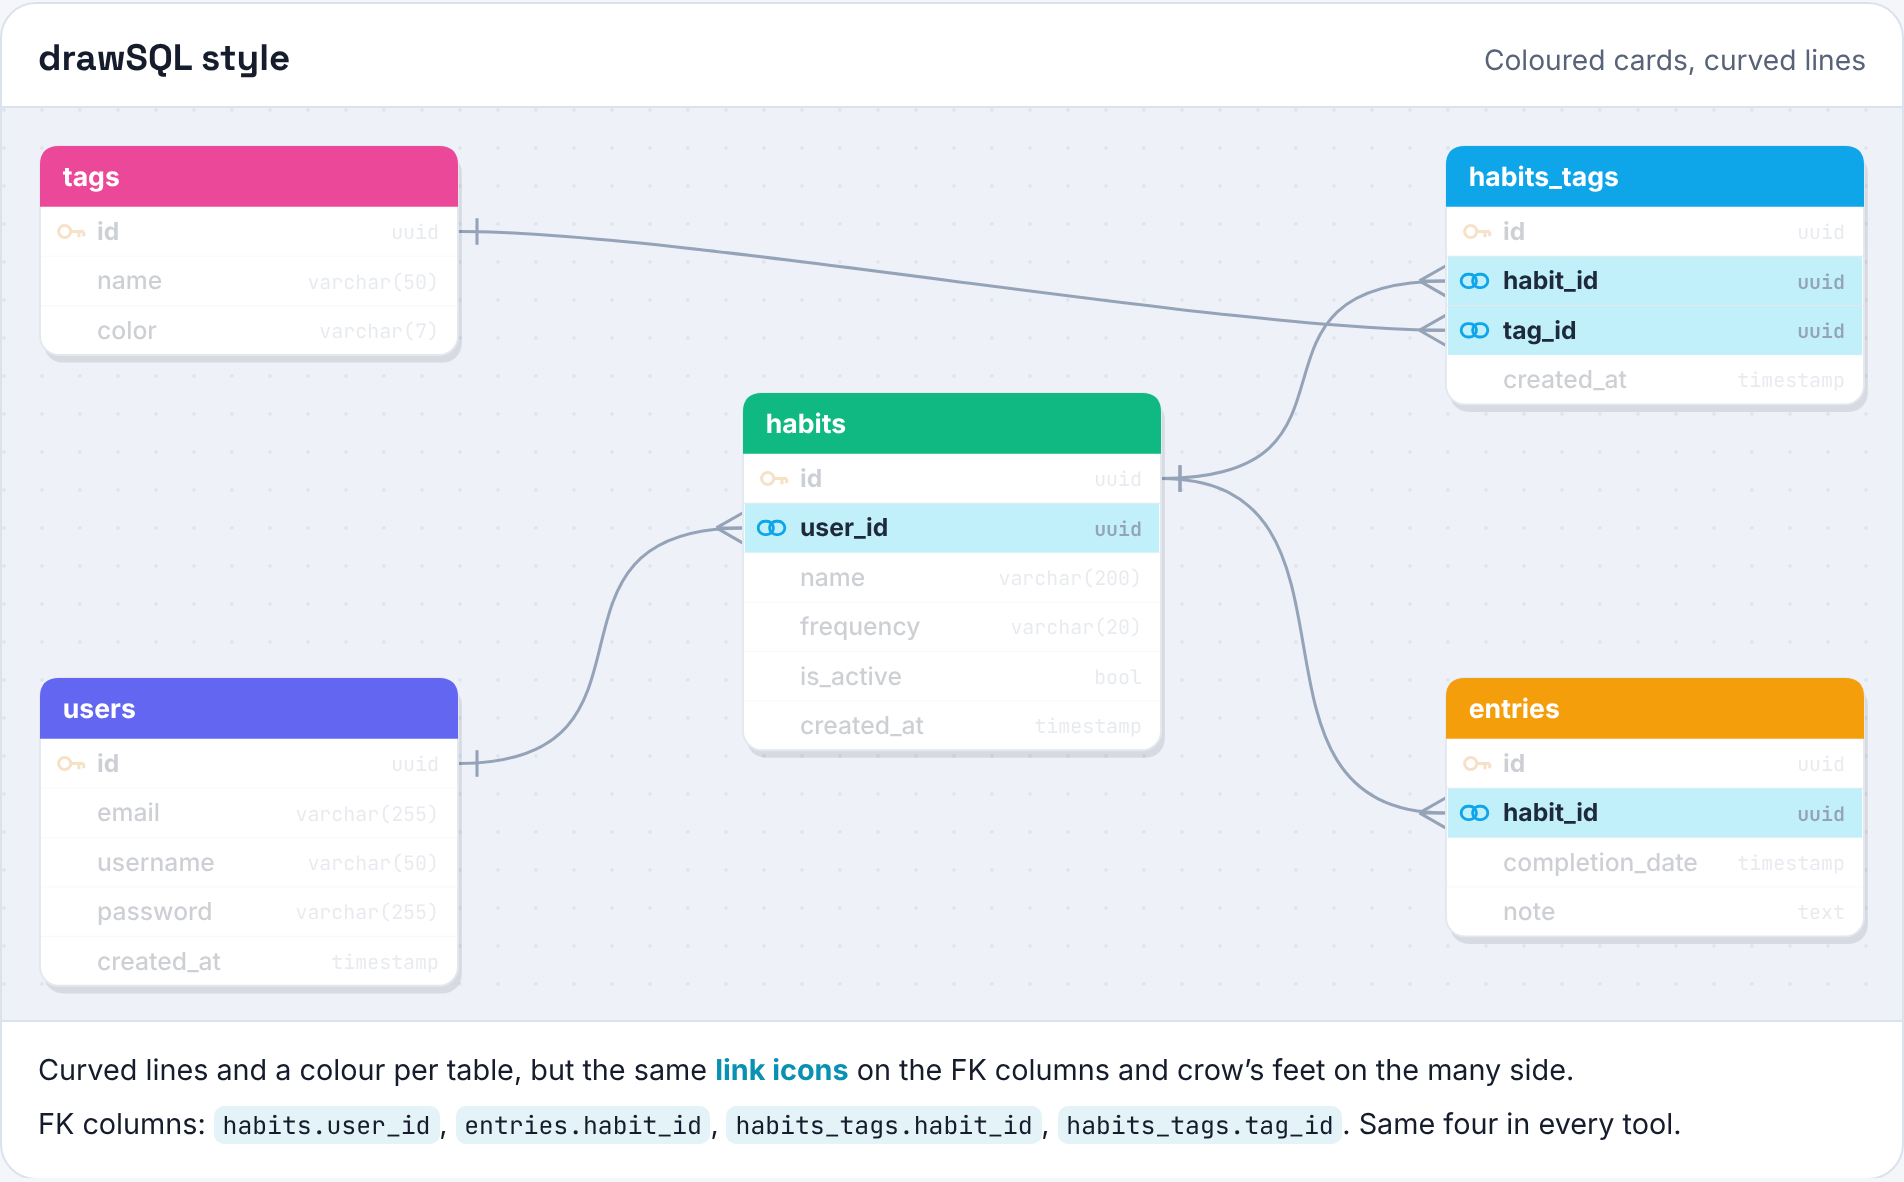 drawSQL style
Coloured cards, curved lines
tags
id uuid
name varchar(50)
color varchar(7)
habits_tags
id uuid
habit_id uuid
tag_id uuid
created_at timestamp
habits
id uuid
user_id uuid
name varchar(200)
frequency varchar(20)
is_active bool
created_at timestamp
users
id uuid
email varchar(255)
username varchar(50)
password varchar(255)
created_at timestamp
entries
id uuid
habit_id uuid
completion_date timestamp
note text
Curved lines and a colour per table, but the same link icons on the FK columns and crow’s feet on the many side.
FK columns: habits.user_id, entries.habit_id, habits_tags.habit_id, habits_tags.tag_id. Same four in every tool.